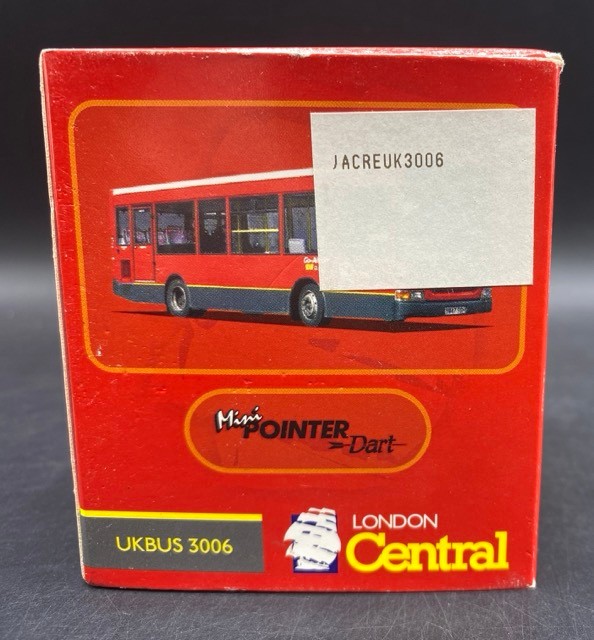 JACREUK3006
Mini
POINTER
Dart
UKBUS 3006
LONDON
Central